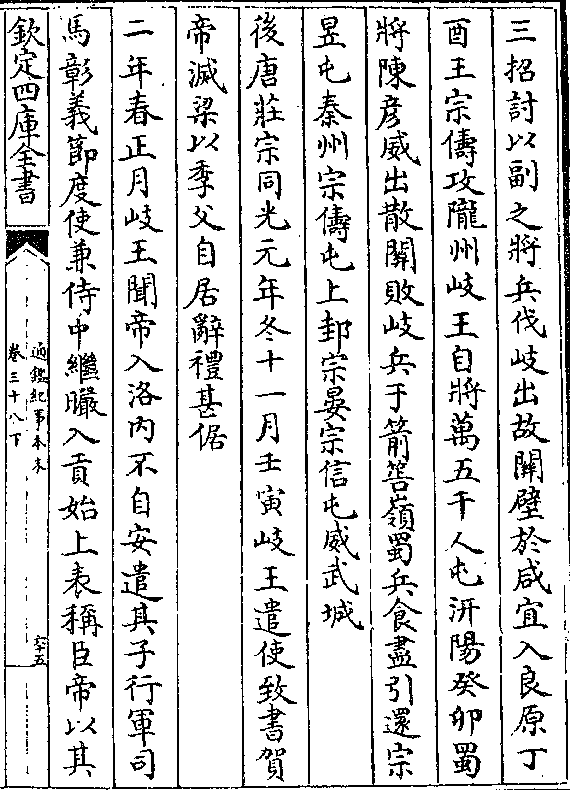 三招討以副之將兵伐岐出故關壁於咸宜入良原丁
酉王宗儔攻隴州岐王自將萬五千人屯汧陽癸卯蜀
將陳彦威出散關敗岐兵于箭筈嶺蜀兵食盡引還宗
昱屯秦州宗儔屯上邽宗晏宗信屯威武城
後唐莊宗同光元年冬十一月壬寅岐王遣使致書賀
帝滅梁以季父自居辭禮甚倨
二年春正月岐王聞帝入洛内不自安遣其子行軍司
馬彰義節度使兼侍中繼曮入貢始上表稱臣帝以其
欽定四庫全書
通鑑紀事本末
卷三十八下
六十五